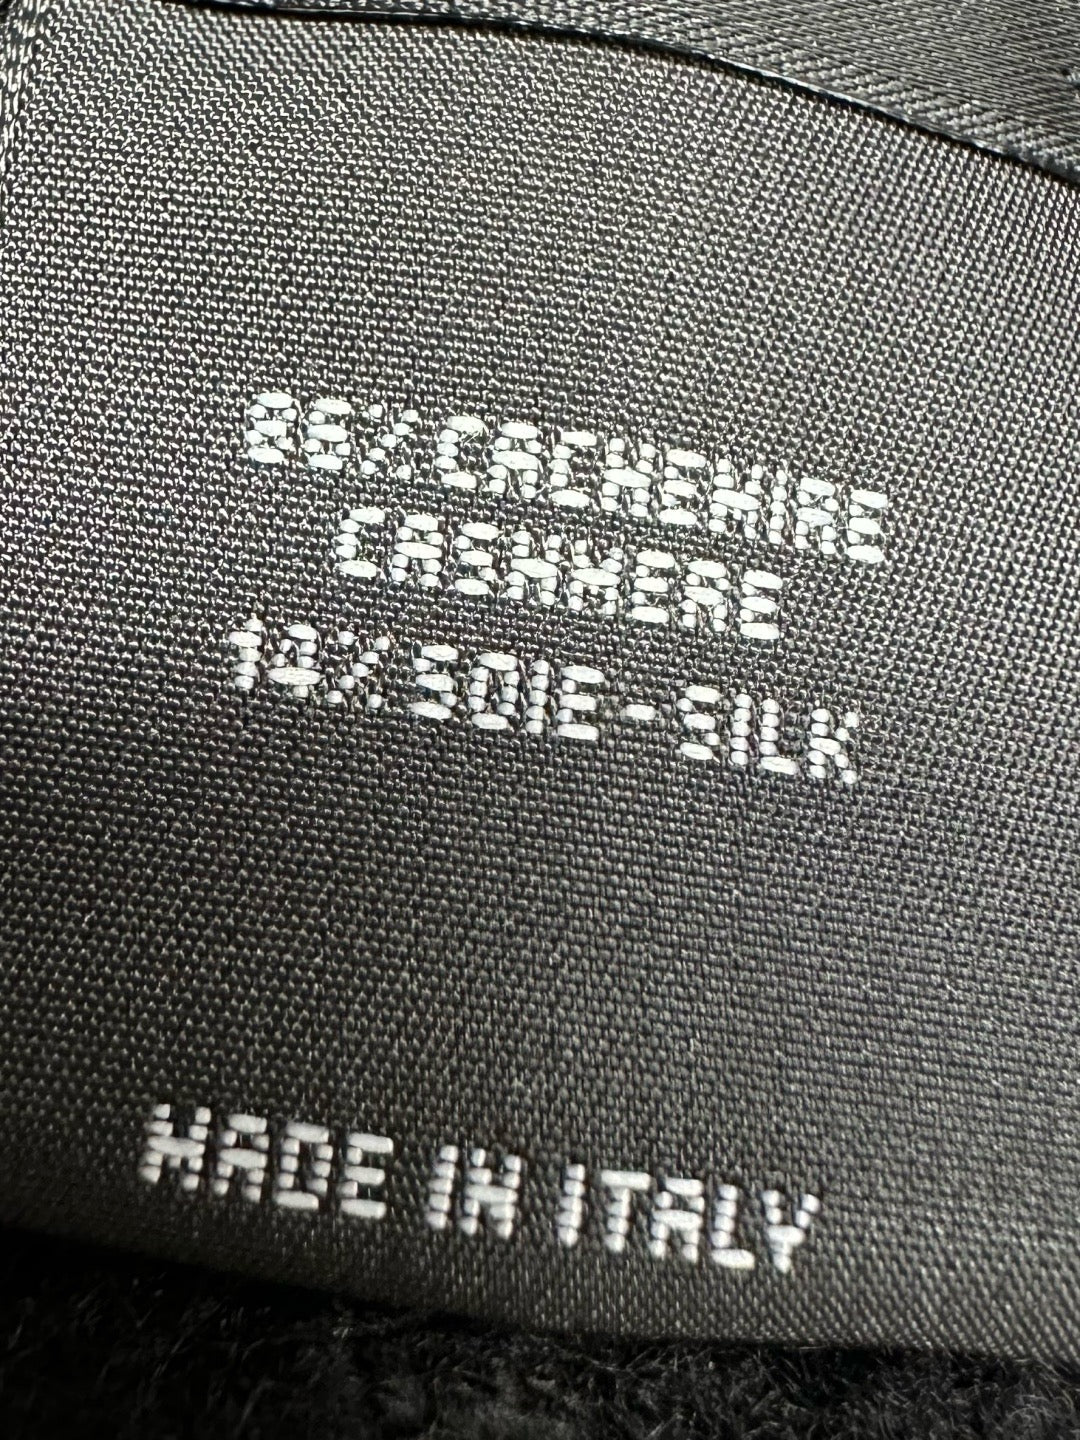 86% CACHEMIRE
CASHMERE
14% SOIE-SILK
MADE IN ITALY